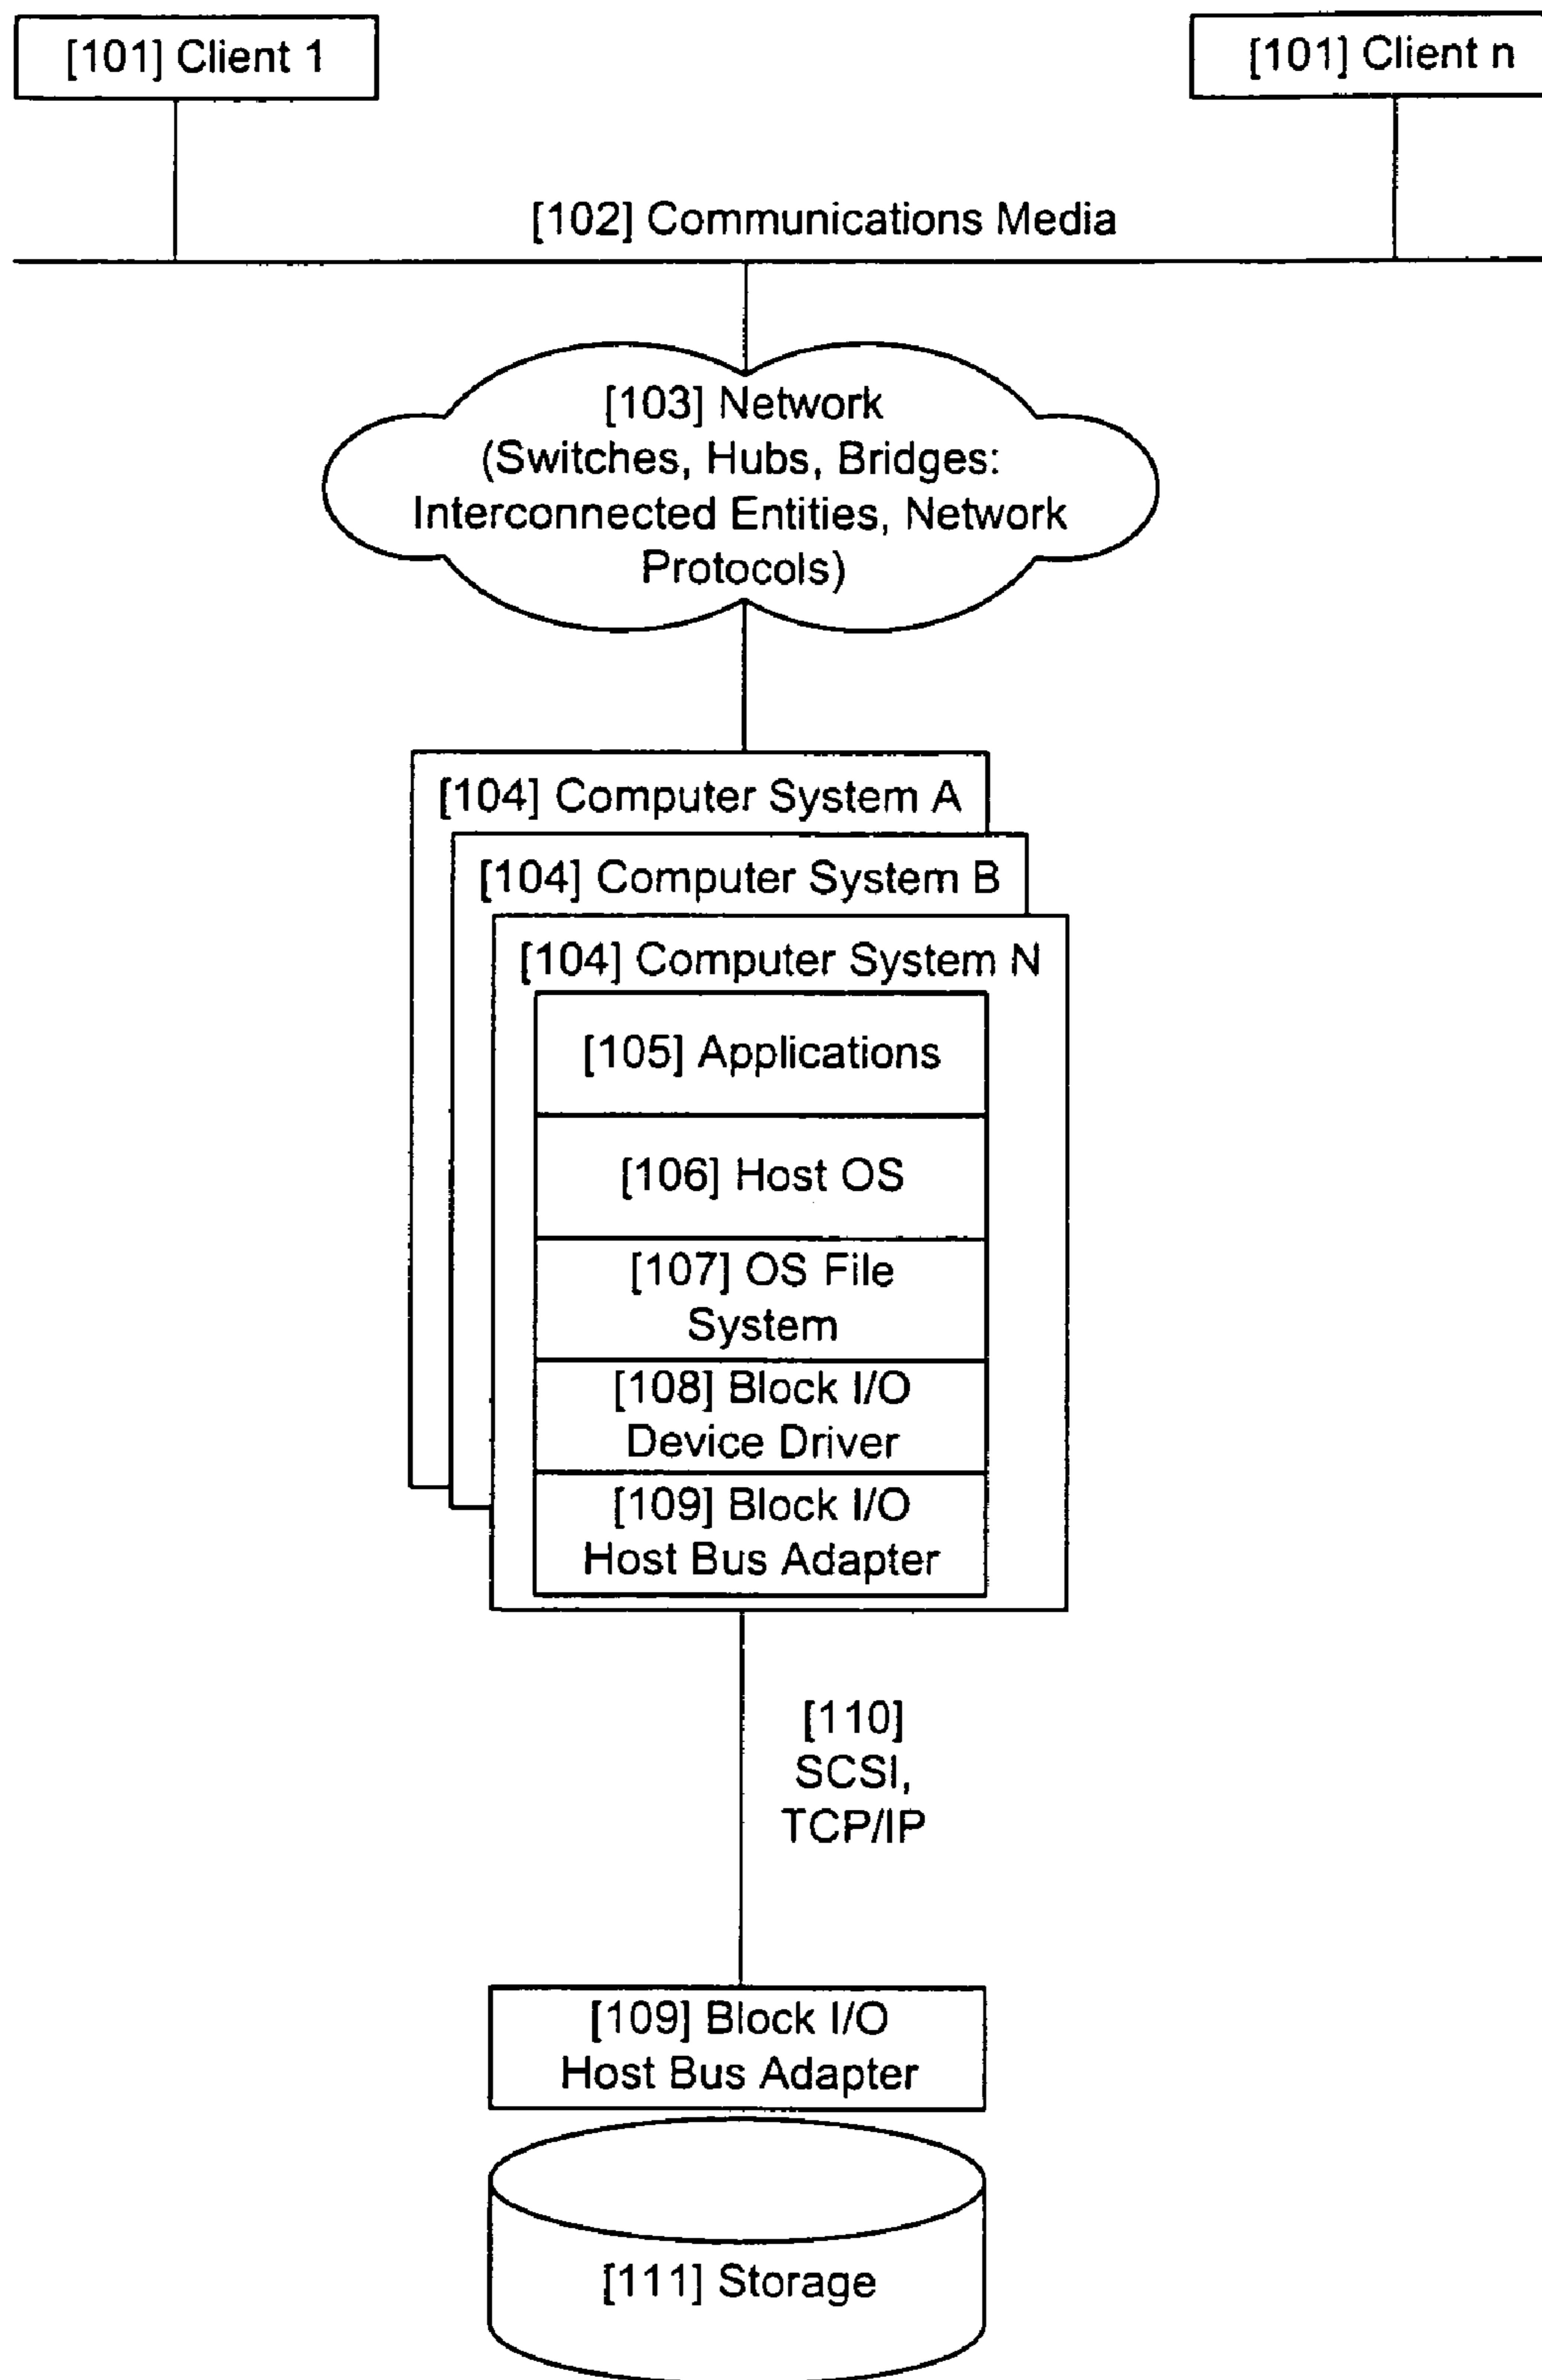 [101] Client 1
[101] Client n
[102] Communications Media
[103] Network
(Switches, Hubs, Bridges:
Interconnected Entities, Network
Protocols)
[104] Computer System A
[104] Computer System B
[104] Computer System N
[105] Applications
[106] Host OS
[107] OS File
System
[108] Block I/O
Device Driver
[109] Block I/O
Host Bus Adapter
[110]
SCSI,
TCP/IP
[109] Block I/O
Host Bus Adapter
[111] Storage